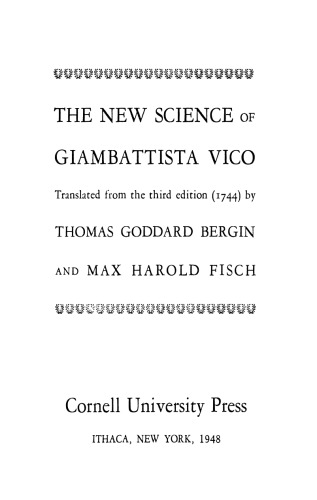 THE NEW SCIENCE OF
GIAMBATTISTA VICO
Translated from the third edition (1744) by
THOMAS GODDARD BERGIN
AND MAX HAROLD FISCH
Cornell University Press
ITHACA, NEW YORK, 1948